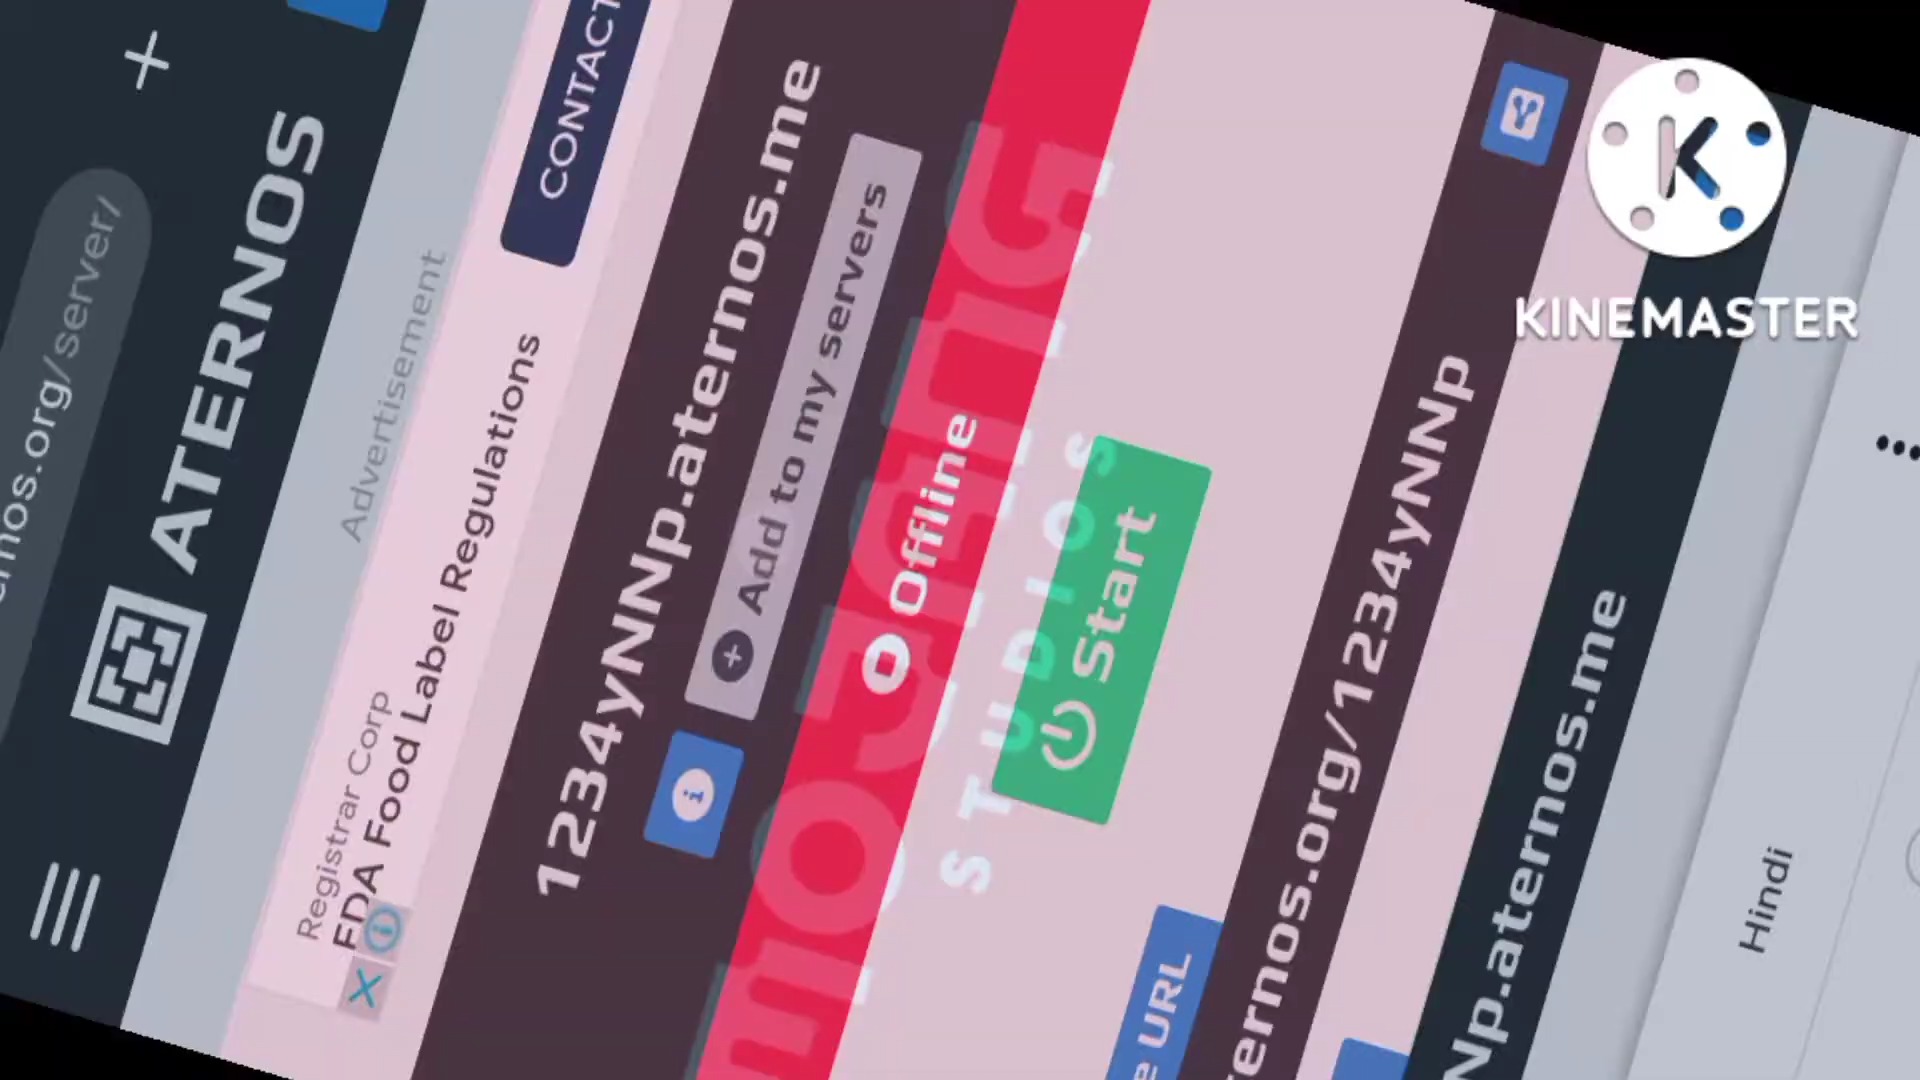 KINEMASTER
ernos.org/server/
+
ATERNOS
Advertisement
Registrar Corp
FDA Food Label Regulations
CONTACT
1234yNNp.aternos.me
Add to my servers
Offline
STUDIOS
Start
e URL
ernos.org/1234yNNp
Np.aternos.me
Hindi